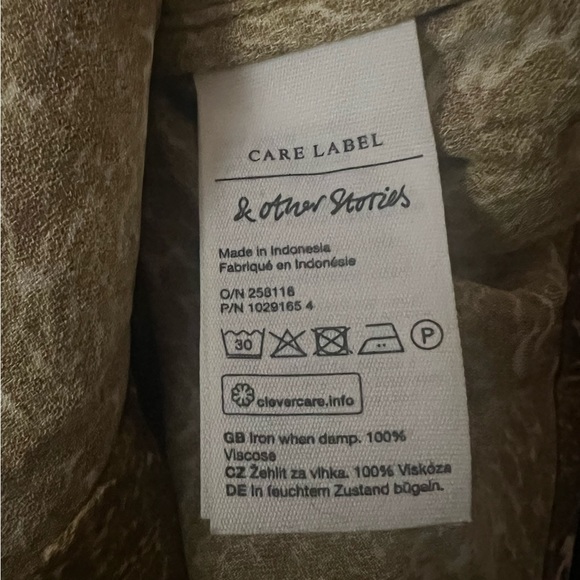 CARE LABEL
& other Stories
Made in Indonesia
Fabriqué en Indonésie
O/N 258118
P/N 1029165 4
30 P
clevercare.info
GB Iron when damp. 100%
Viscose
CZ Žehlit za vlhka. 100% Viskóza
DE In feuchtem Zustand bügeln.